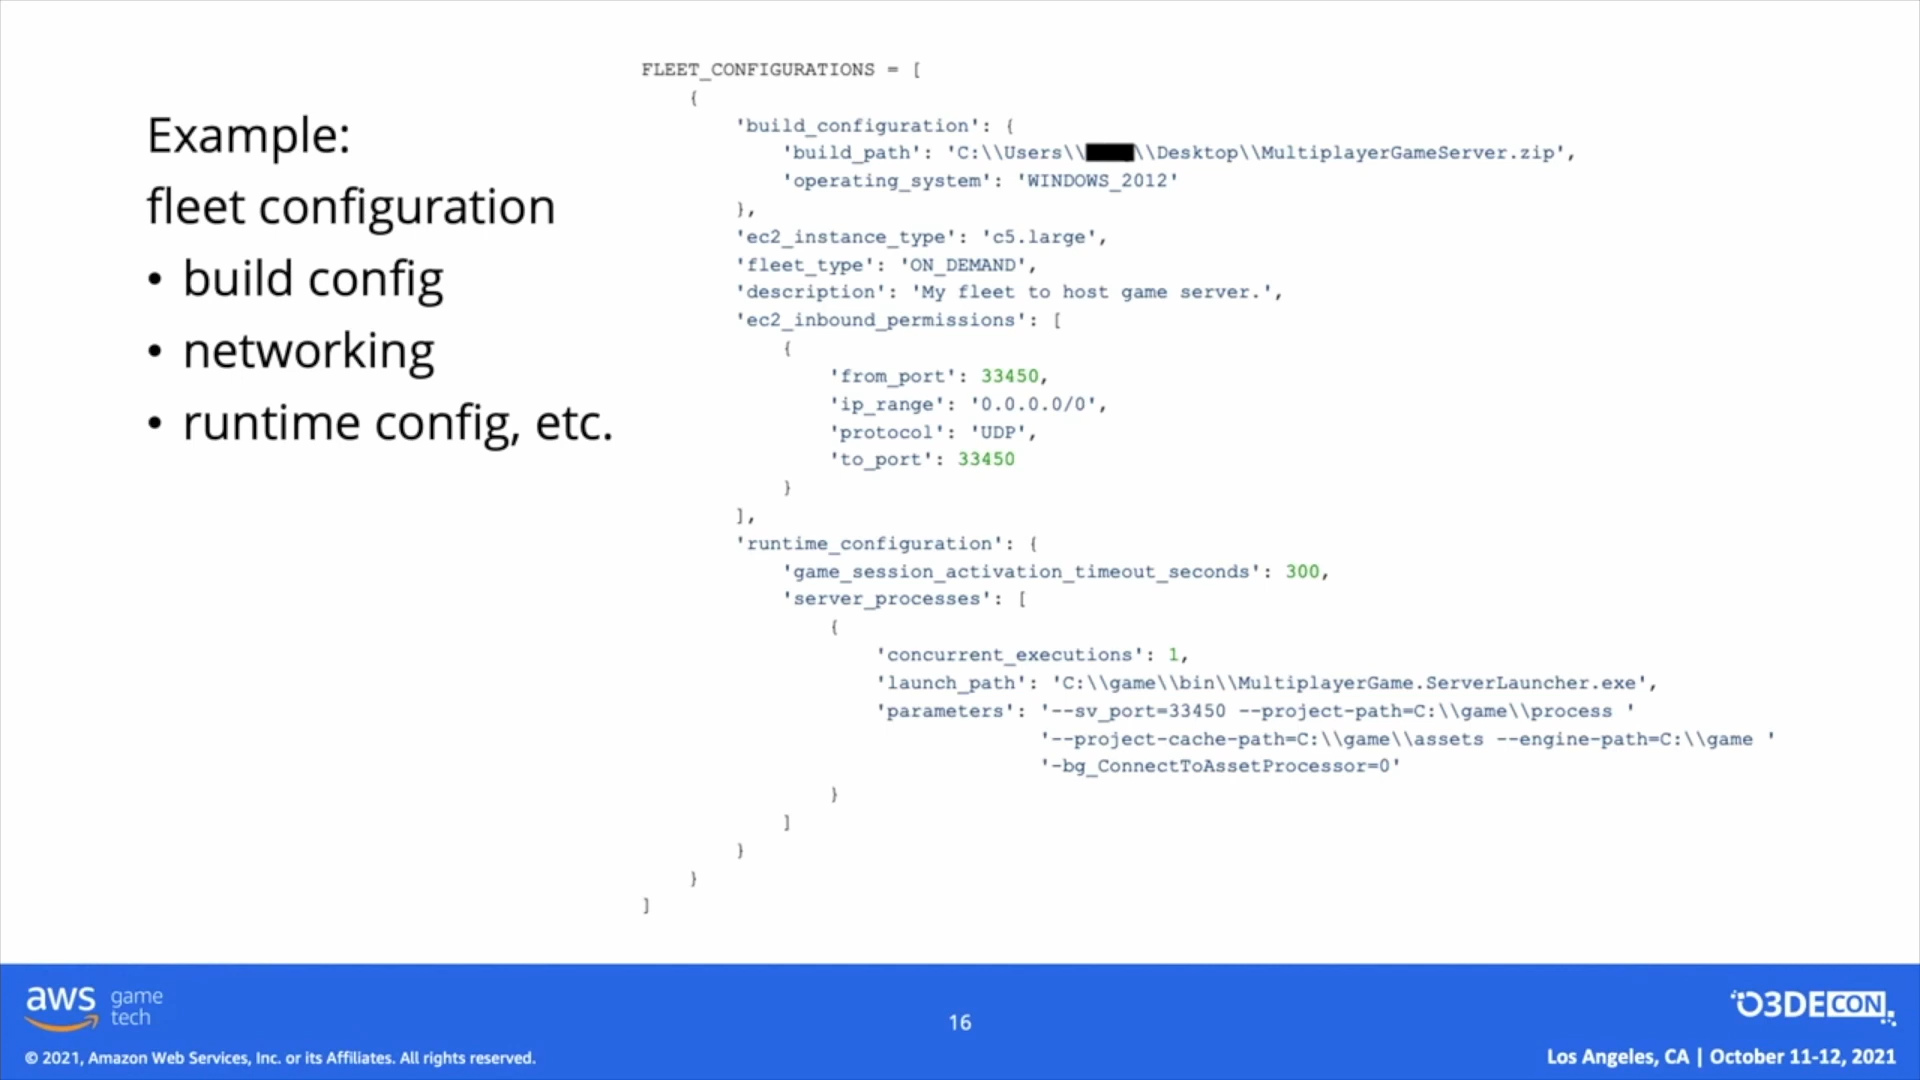 Example:
fleet configuration
• build config
• networking
• runtime config, etc.
FLEET_CONFIGURATIONS = [
{
'build_configuration': {
'build_path': 'C:\\Users\\ \\Desktop\\MultiplayerGameServer.zip',
'operating_system': 'WINDOWS_2012'
},
'ec2_instance_type': 'c5.large',
'fleet_type': 'ON_DEMAND',
'description': 'My fleet to host game server.',
'ec2_inbound_permissions': [
{
'from_port': 33450,
'ip_range': '0.0.0.0/0',
'protocol': 'UDP',
'to_port': 33450
}
],
'runtime_configuration': {
'game_session_activation_timeout_seconds': 300,
'server_processes': [
{
'concurrent_executions': 1,
'launch_path': 'C:\\game\\bin\\MultiplayerGame.ServerLauncher.exe',
'parameters': '--sv_port=33450 --project-path=C:\\game\\process '
'--project-cache-path=C:\\game\\assets --engine-path=C:\\game '
'-bg_ConnectToAssetProcessor=0'
}
]
}
}
]
aws game tech
16
O3DECON
© 2021, Amazon Web Services, Inc. or its Affiliates. All rights reserved.
Los Angeles, CA | October 11-12, 2021